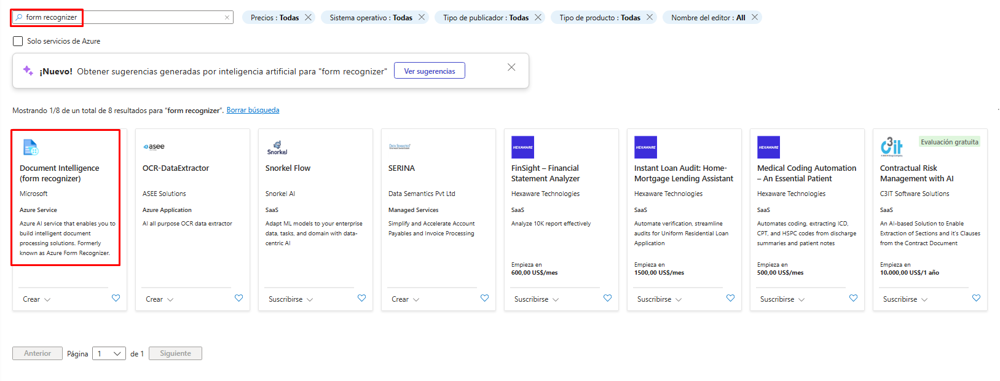 form recognizer
Precios : Todas
Sistema operativo : Todas
Tipo de publicador : Todas
Tipo de producto : Todas
Nombre del editor : All
Solo servicios de Azure
¡Nuevo! Obtener sugerencias generadas por inteligencia artificial para "form recognizer"
Ver sugerencias
Mostrando 1/8 de un total de 8 resultados para "form recognizer". Borrar búsqueda
Document Intelligence
(form recognizer)
Microsoft
Azure Service
Azure AI service that enables you to
build intelligent document
processing solutions. Formerly
known as Azure Form Recognizer.
Crear
asee
OCR-DataExtractor
ASEE Solutions
Azure Application
AI all purpose OCR data extractor
Crear
Snorkel
Snorkel Flow
Snorkel AI
SaaS
Adapt ML models to your enterprise
data, tasks, and domain with data-
centric AI
Suscribirse
DATA SEMANTICS
SERINA
Data Semantics Pvt Ltd
Managed Services
Simplify and Accelerate Account
Payables and Invoice Processing
Crear
HEXAWARE
FinSight – Financial
Statement Analyzer
Hexaware Technologies
SaaS
Analyze 10K report effectively
Empieza en
600,00 US$/mes
Suscribirse
HEXAWARE
Instant Loan Audit: Home-
Mortgage Lending Assistant
Hexaware Technologies
SaaS
Automate verification, streamline
audits for Uniform Residential Loan
Application
Empieza en
1500,00 US$/mes
Suscribirse
HEXAWARE
Medical Coding Automation
– An Essential Patient
Hexaware Technologies
SaaS
Automates coding, extracting ICD,
CPT, and HSPC codes from discharge
summaries and patient notes
Empieza en
500,00 US$/mes
Suscribirse
c3it
Evaluación gratuita
Contractual Risk
Management with AI
C3IT Software Solutions
SaaS
An AI-based Solution to Enable
Extraction of Sections and it's Clauses
from the Contract Document
Empieza en
10.000,00 US$/1 año
Suscribirse
Anterior
Página 1 de 1
Siguiente